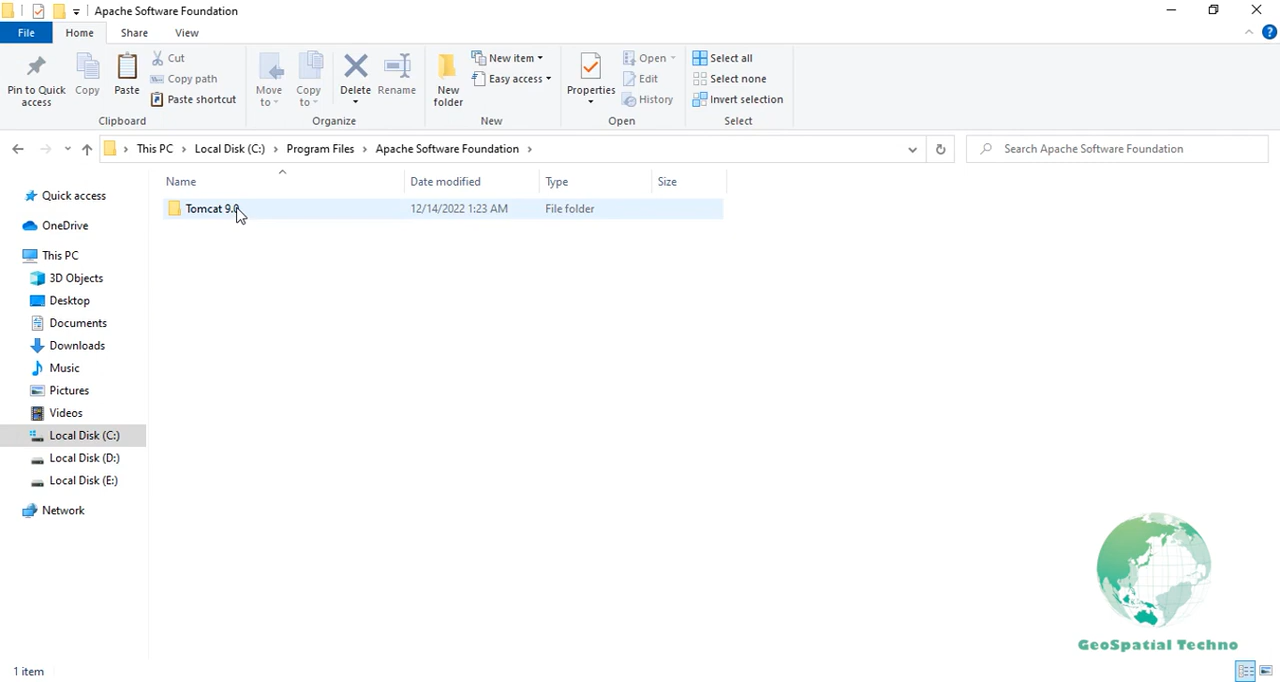 Apache Software Foundation
File Home Share View
Pin to Quick access
Copy
Paste
Cut
Copy path
Paste shortcut
Clipboard
Move to
Copy to
Delete
Rename
Organize
New folder
New item
Easy access
New
Properties
Open
Edit
History
Open
Select all
Select none
Invert selection
Select
This PC › Local Disk (C:) › Program Files › Apache Software Foundation ›
Search Apache Software Foundation
Name Date modified Type Size
Tomcat 9.0 12/14/2022 1:23 AM File folder
Quick access
OneDrive
This PC
3D Objects
Desktop
Documents
Downloads
Music
Pictures
Videos
Local Disk (C:)
Local Disk (D:)
Local Disk (E:)
Network
GeoSpatial Techno
1 item